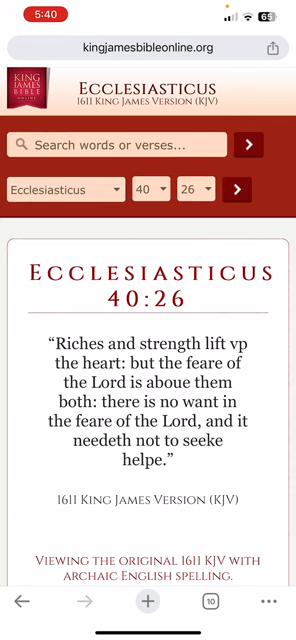 5:40
65
kingjamesbibleonline.org
KING
JAMES
BIBLE
ONLINE
ECCLESIASTICUS
1611 KING JAMES VERSION (KJV)
Search words or verses...
Ecclesiasticus 40 26
ECCLESIASTICUS
40:26
“Riches and strength lift vp
the heart: but the feare of
the Lord is aboue them
both: there is no want in
the feare of the Lord, and it
needeth not to seeke
helpe.”
1611 KING JAMES VERSION (KJV)
VIEWING THE ORIGINAL 1611 KJV WITH
ARCHAIC ENGLISH SPELLING.
10